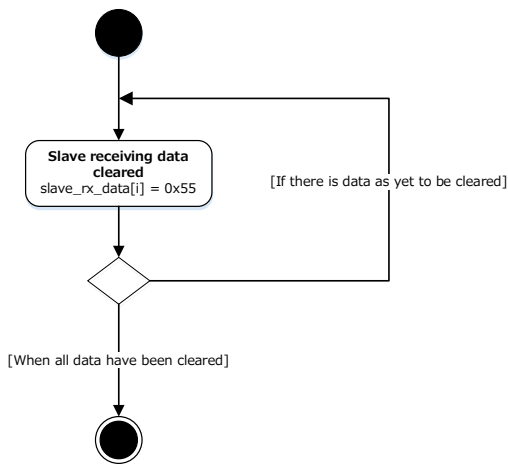 Slave receiving data
cleared
slave_rx_data[i] = 0x55
[If there is data as yet to be cleared]
[When all data have been cleared]